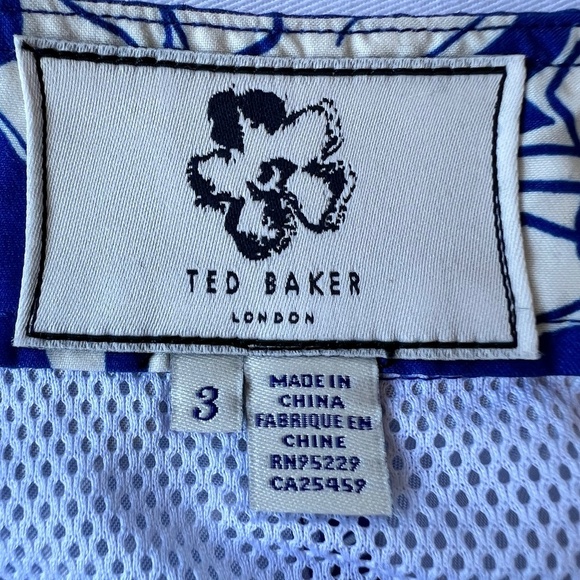 TED BAKER
LONDON
3
MADE IN
CHINA
FABRIQUE EN
CHINE
RN95229
CA25459